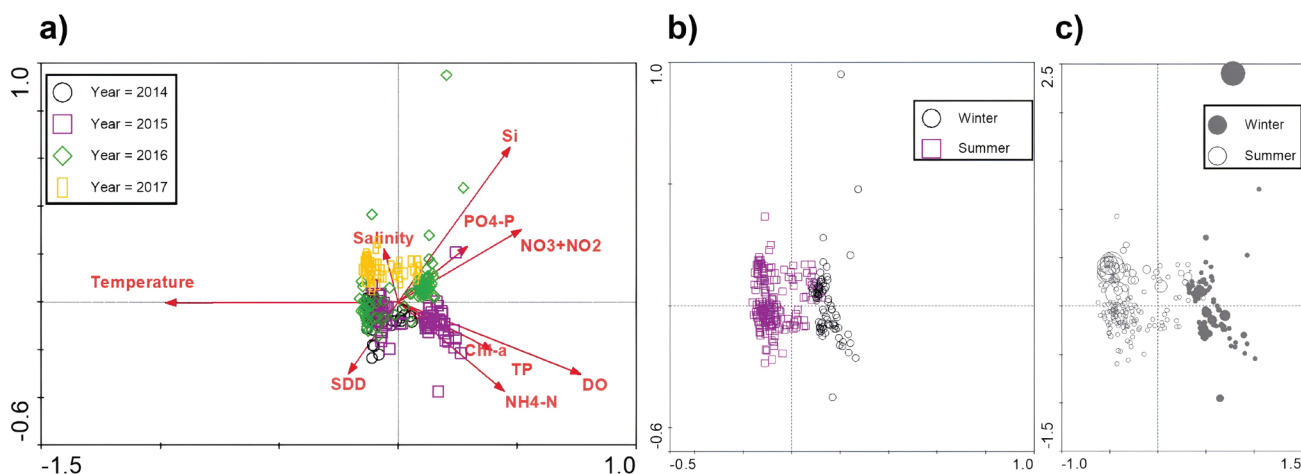 a)
1.0
-0.6
-1.5
1.0
Year = 2014
Year = 2015
Year = 2016
Year = 2017
Si
PO4-P
NO3+NO2
Salinity
Temperature
Chl-a
TP
DO
SDD
NH4-N
b)
1.0
-0.6
-0.5
1.0
Winter
Summer
c)
2.5
-1.5
-1.0
1.5
Winter
Summer